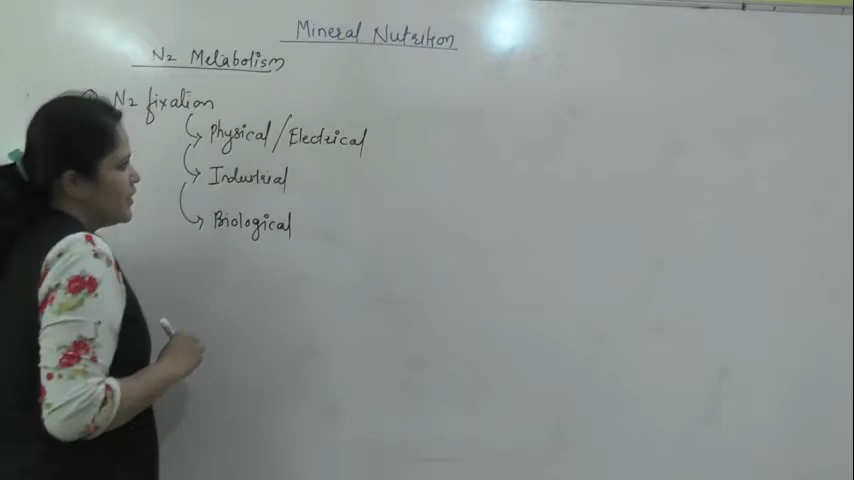 Mineral Nutrition
N2 Metabolism
N2 fixation
Physical/Electrical
Industrial
Biological